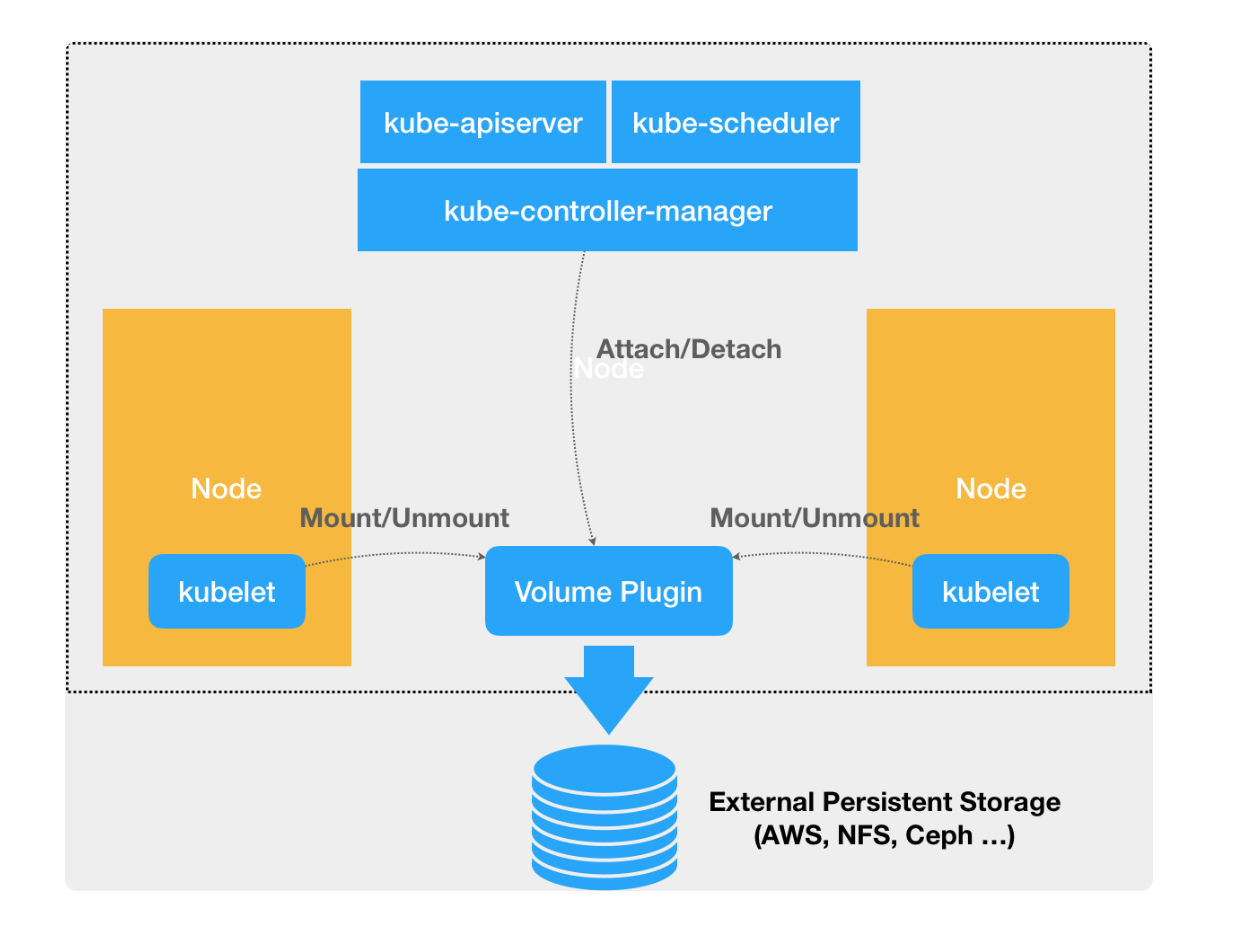 kube-apiserver
kube-scheduler
kube-controller-manager
Attach/Detach
Node
Node
Node
Mount/Unmount
Mount/Unmount
kubelet
Volume Plugin
kubelet
External Persistent Storage
(AWS, NFS, Ceph ...)